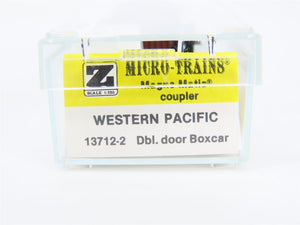 Z
SCALE 1:220
MICRO-TRAINS®
Magne-Matic®
coupler
WESTERN PACIFIC
13712-2 Dbl. door Boxcar